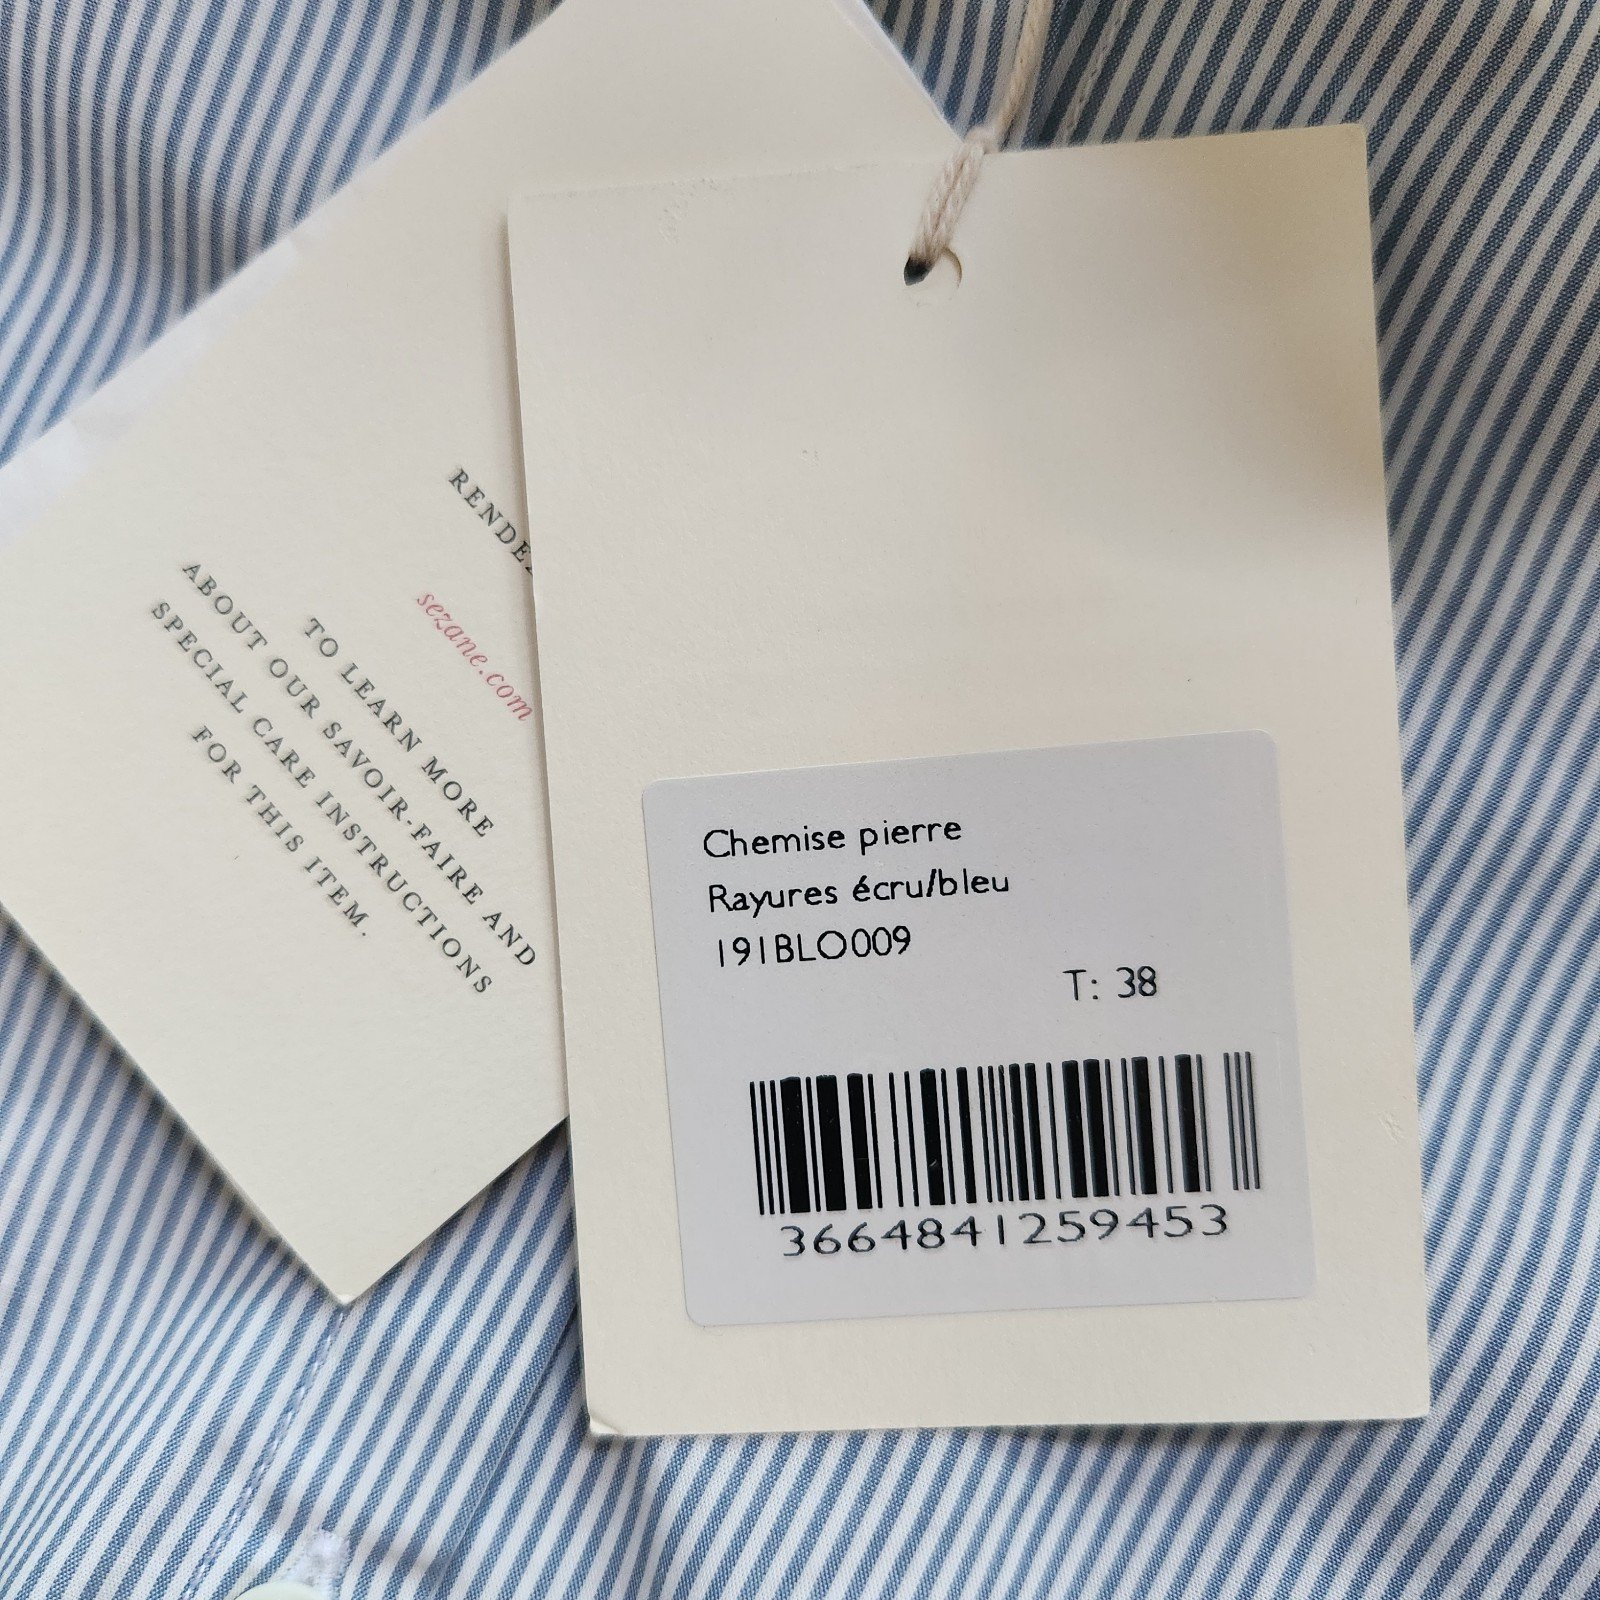 sezane.com
TO LEARN MORE
ABOUT OUR SAVOIR-FAIRE AND
SPECIAL CARE INSTRUCTIONS
FOR THIS ITEM.
Chemise pierre
Rayures écru/bleu
191BLO009
T: 38
3664841259453